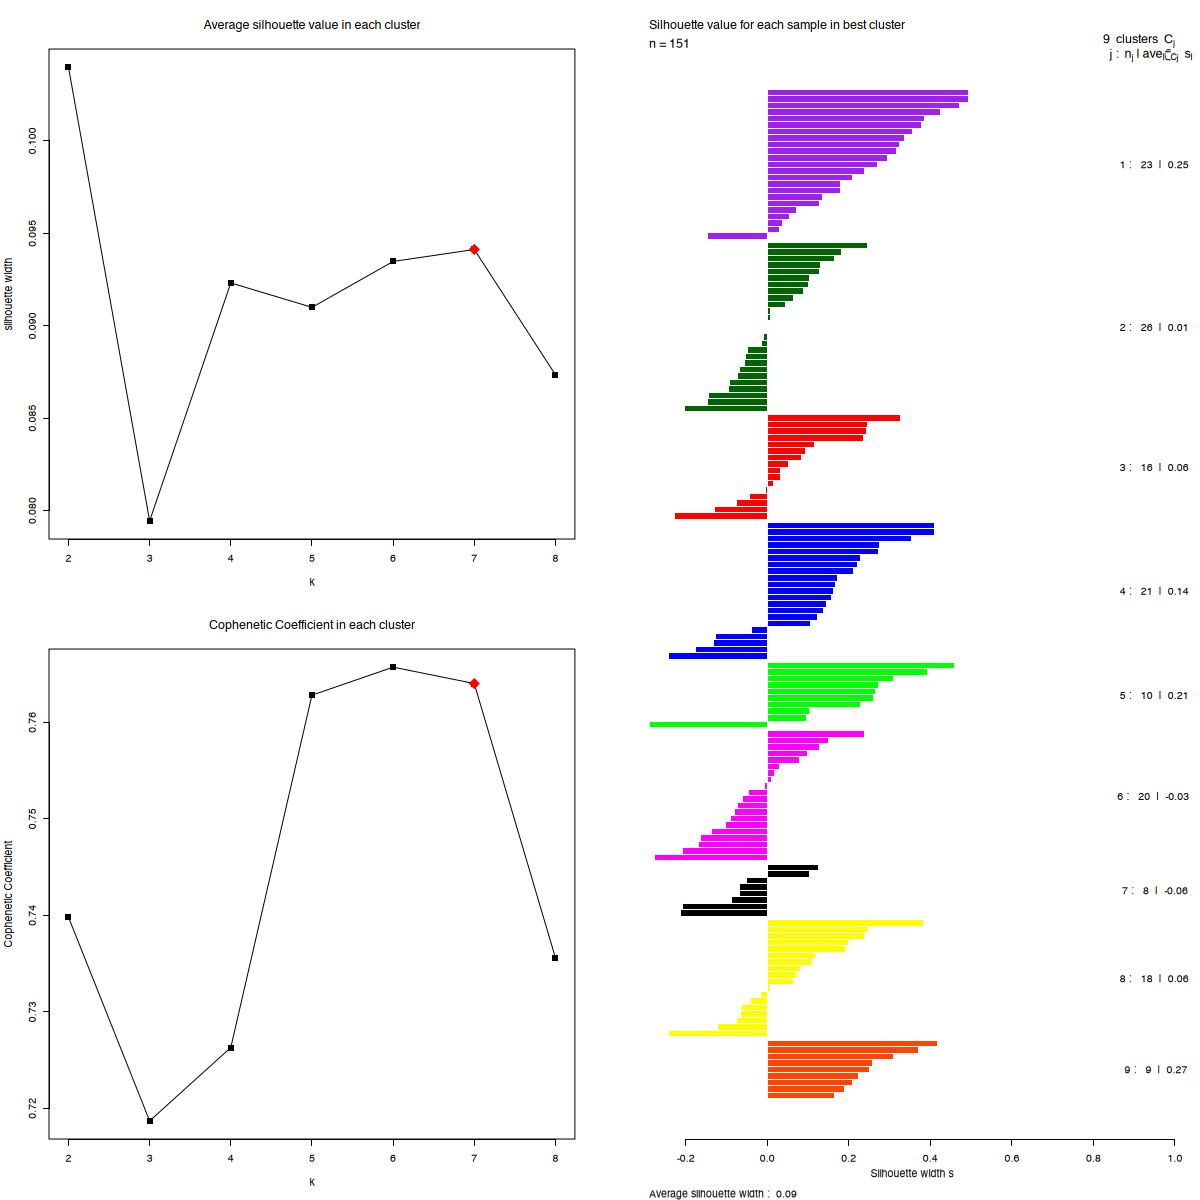 Average silhouette value in each cluster
silhouette width
0.100
0.095
0.090
0.085
0.080
2 3 4 5 6 7 8
k
Cophenetic Coefficient in each cluster
Cophenetic Coefficient
0.76
0.75
0.74
0.73
0.72
2 3 4 5 6 7 8
k
Silhouette value for each sample in best cluster
n = 151
9 clusters Cj
j : nj | avei∈Cj si
1 : 23 | 0.25
2 : 26 | 0.01
3 : 16 | 0.06
4 : 21 | 0.14
5 : 10 | 0.21
6 : 20 | -0.03
7 : 8 | -0.06
8 : 18 | 0.06
9 : 9 | 0.27
-0.2 0.0 0.2 0.4 0.6 0.8 1.0
Silhouette width s
Average silhouette width : 0.09